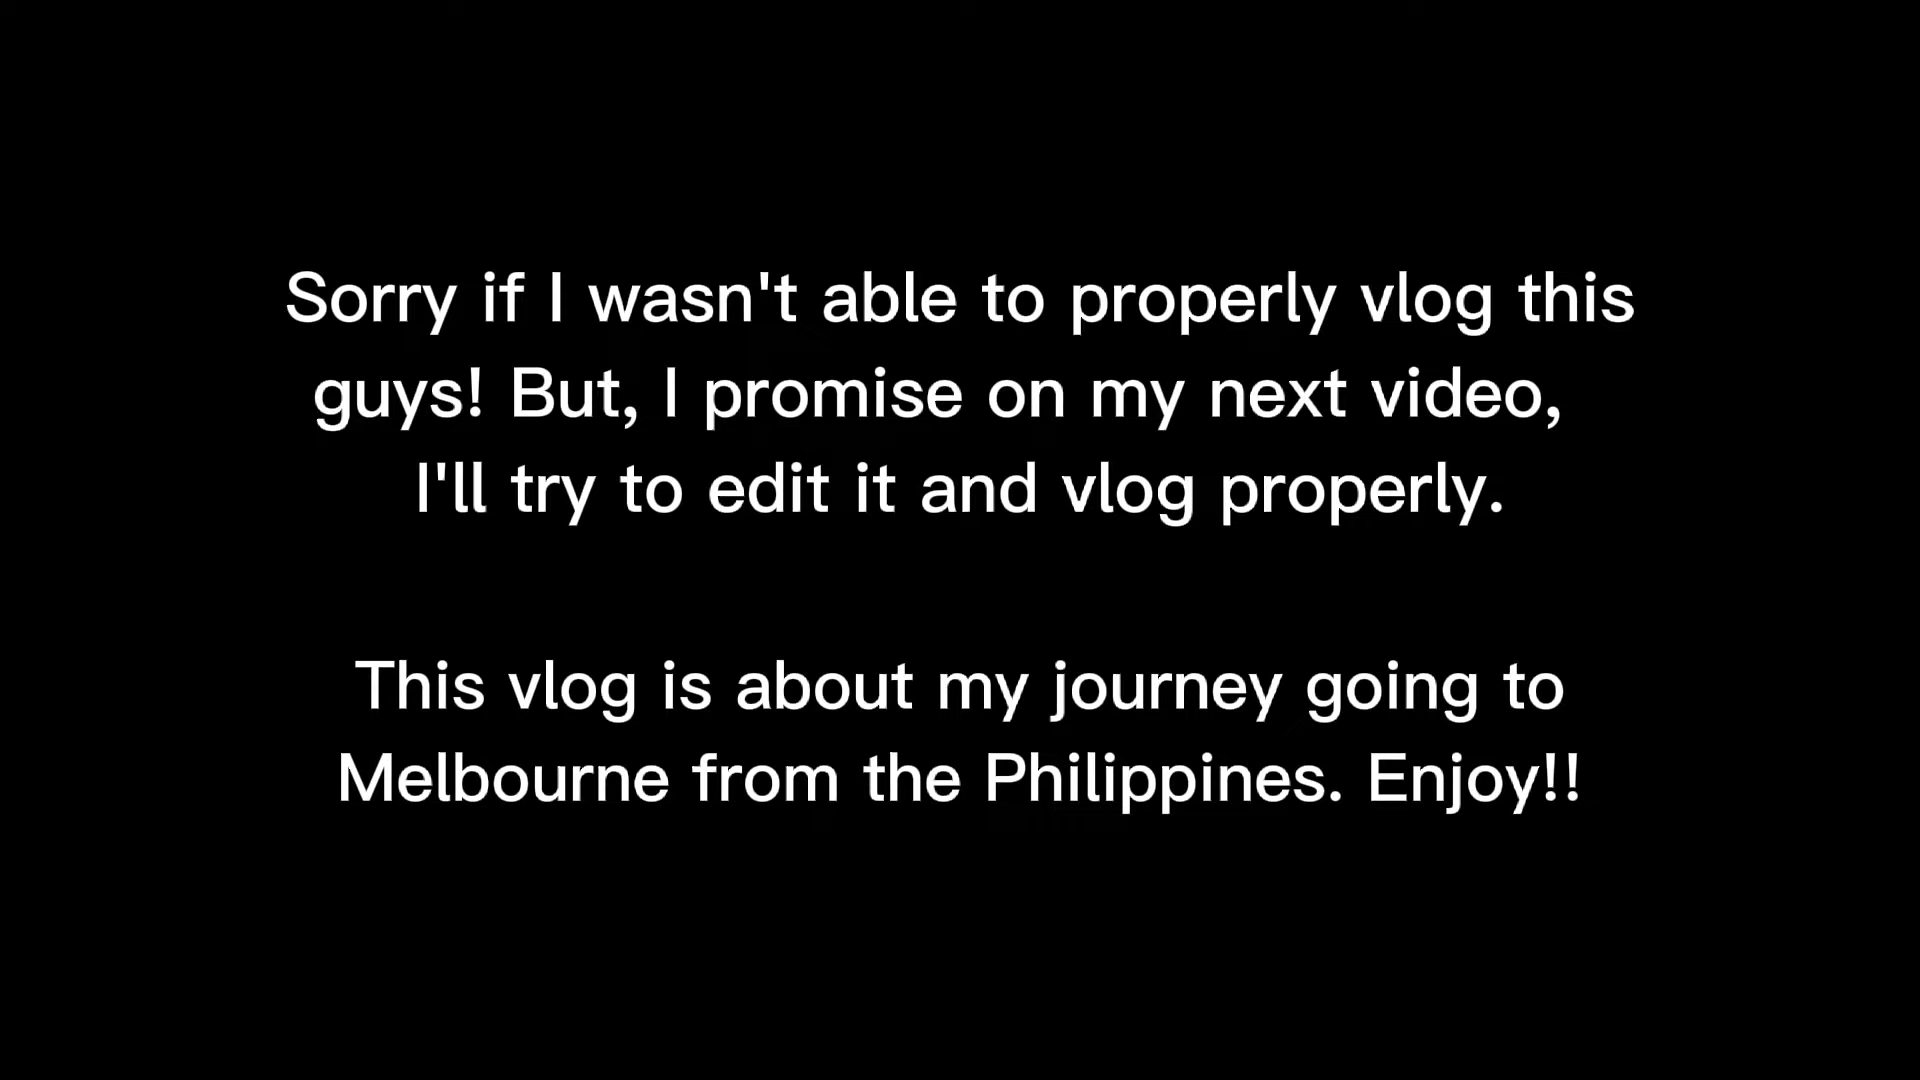 Sorry if I wasn't able to properly vlog this
guys! But, I promise on my next video,
I'll try to edit it and vlog properly.
This vlog is about my journey going to
Melbourne from the Philippines. Enjoy!!